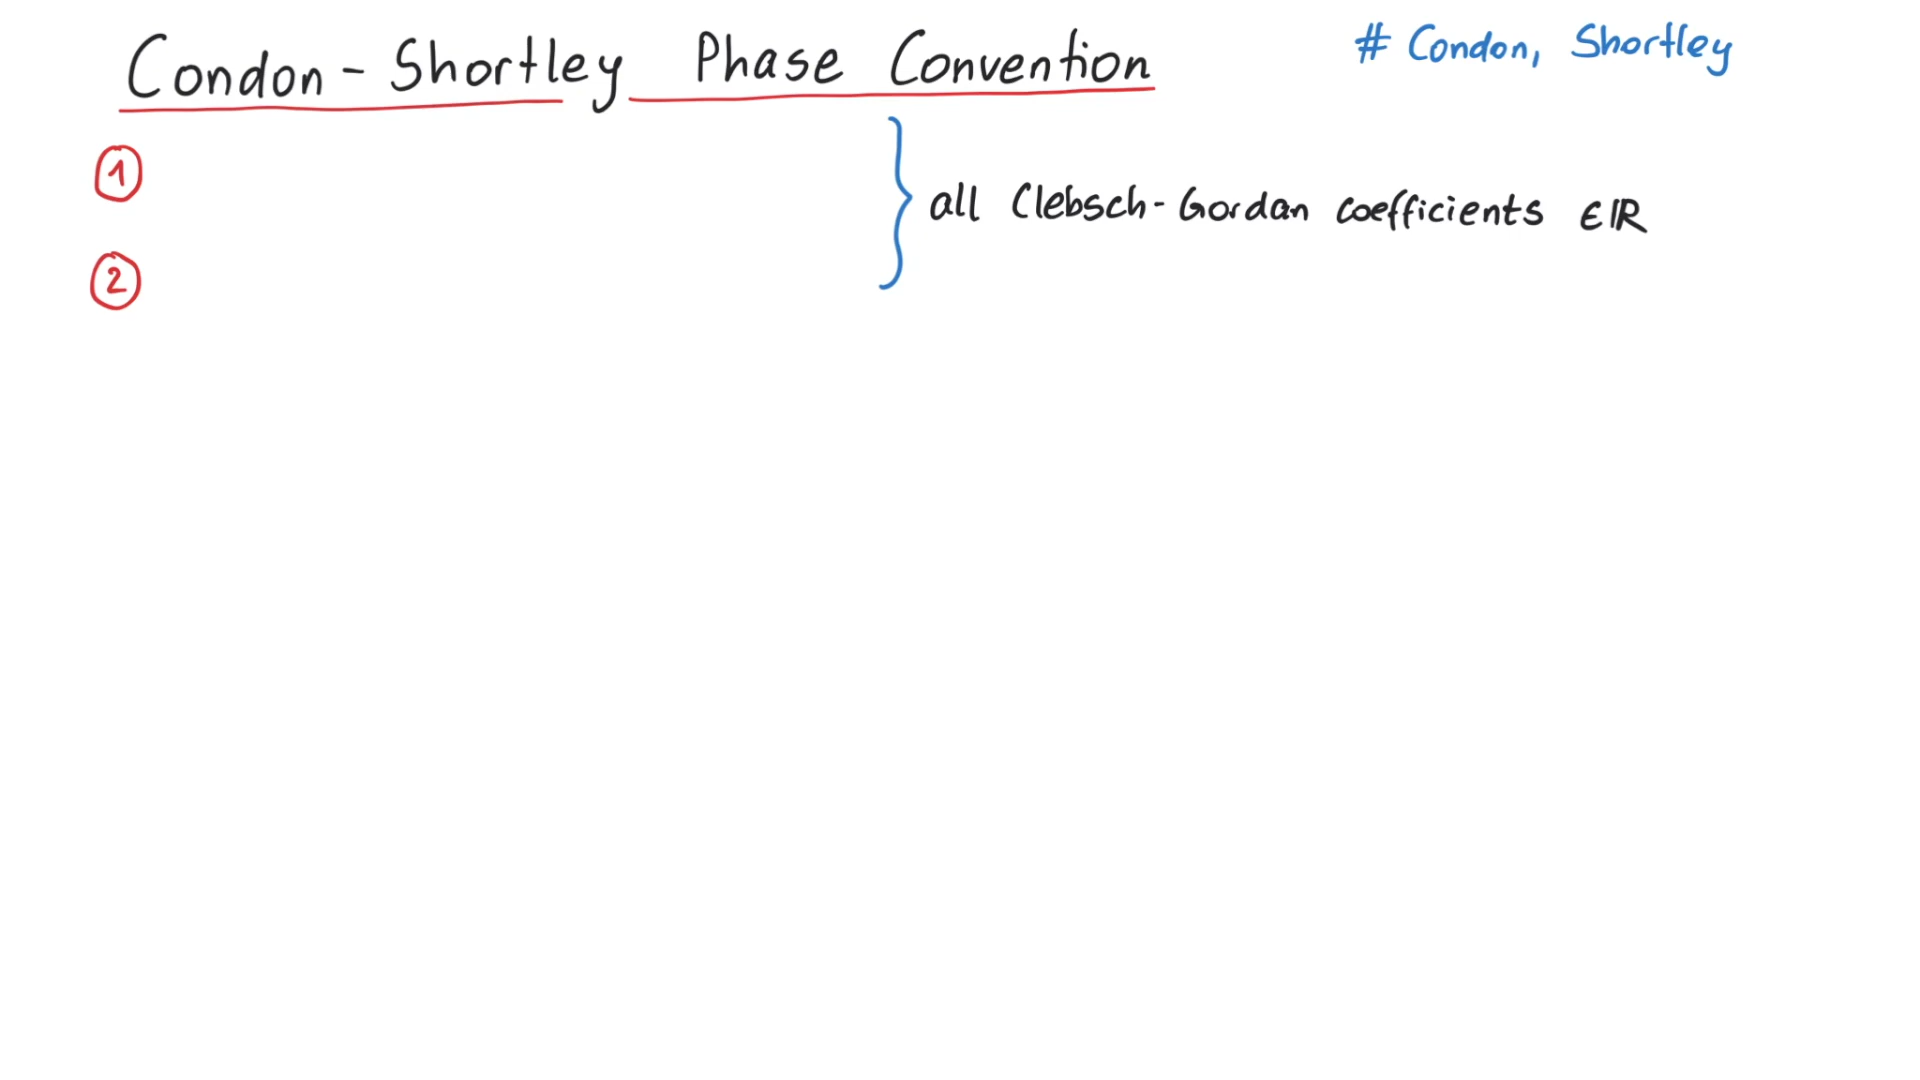 Condon - Shortley Phase Convention
# Condon, Shortley
①
all Clebsch-Gordan coefficients ∈ℝ
②